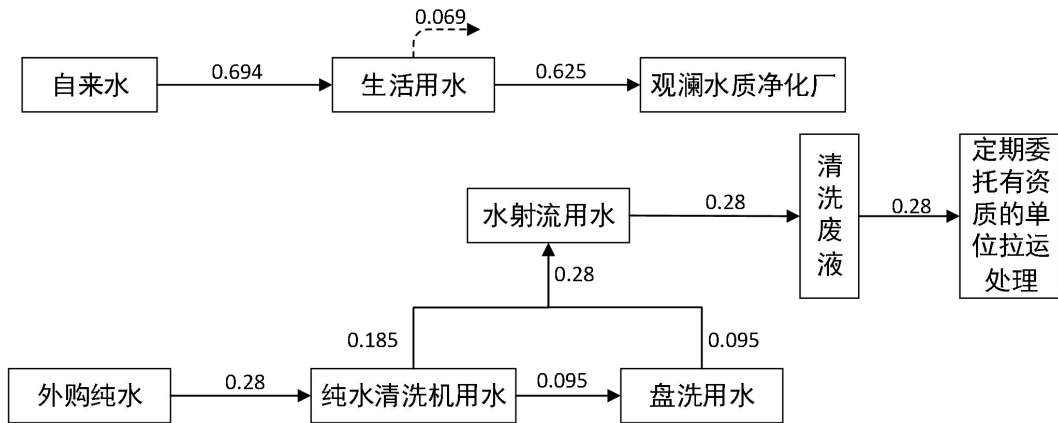 0.069
自来水
0.694
生活用水
0.625
观澜水质净化厂
水射流用水
0.28
清
洗
废
液
0.28
定期委
托有资
质的单
位拉运
处理
0.28
0.185
0.095
外购纯水
0.28
纯水清洗机用水
0.095
盘洗用水